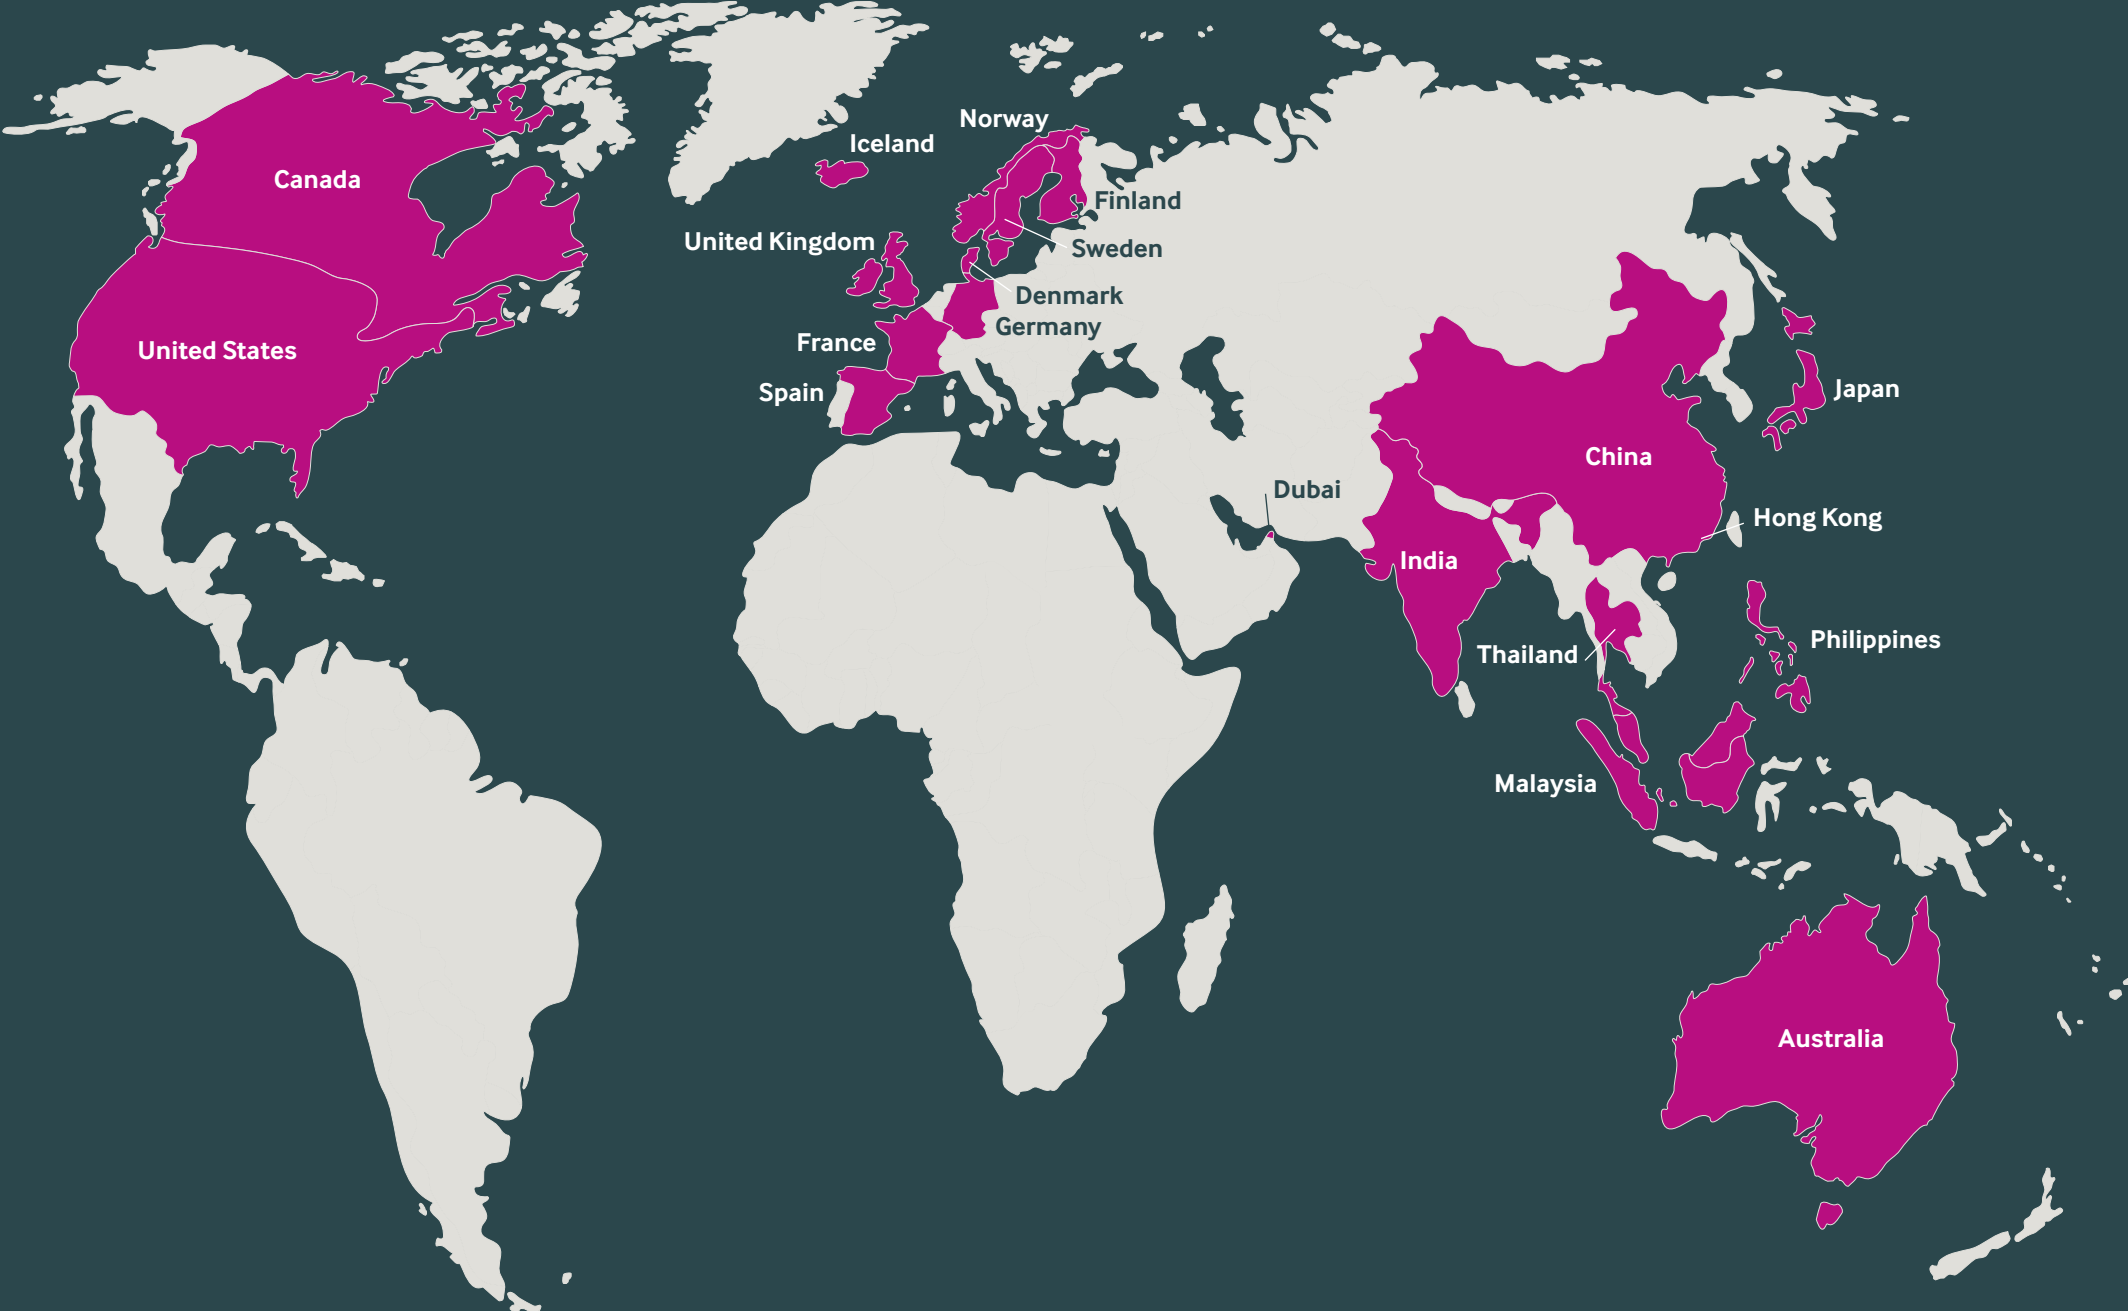 Norway
Iceland
Canada
Finland
United Kingdom
Sweden
Denmark
Germany
France
United States
Spain
Japan
China
Dubai
Hong Kong
India
Philippines
Thailand
Malaysia
Australia